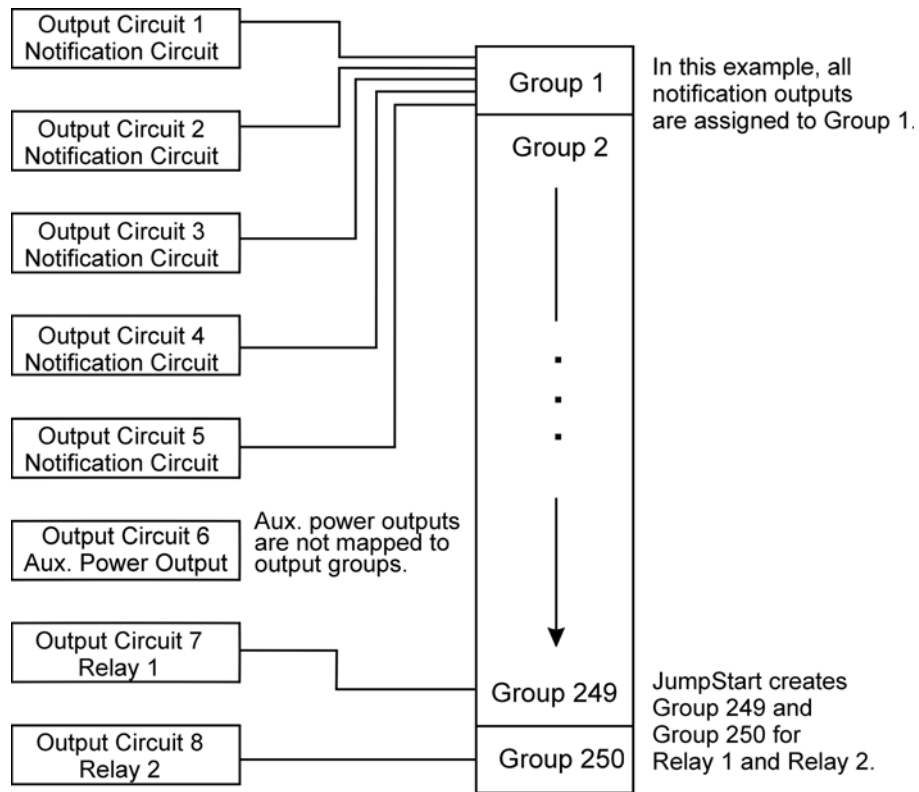 Output Circuit 1
Notification Circuit
Output Circuit 2
Notification Circuit
Output Circuit 3
Notification Circuit
Output Circuit 4
Notification Circuit
Output Circuit 5
Notification Circuit
Output Circuit 6
Aux. Power Output
Aux. power outputs
are not mapped to
output groups.
Output Circuit 7
Relay 1
Output Circuit 8
Relay 2
Group 1
Group 2
Group 249
Group 250
In this example, all
notification outputs
are assigned to Group 1.
JumpStart creates
Group 249 and
Group 250 for
Relay 1 and Relay 2.